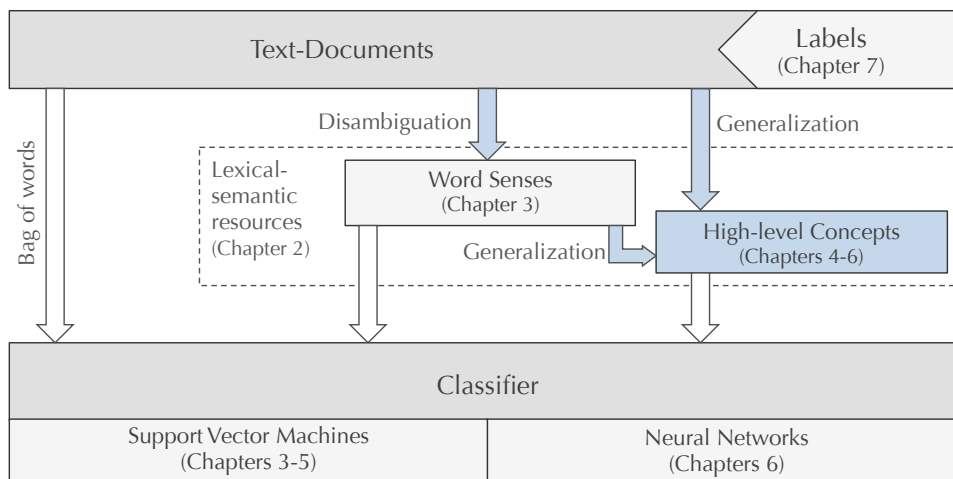 Text-Documents
Labels
(Chapter 7)
Bag of words
Disambiguation
Generalization
Lexical-
semantic
resources
(Chapter 2)
Word Senses
(Chapter 3)
Generalization
High-level Concepts
(Chapters 4-6)
Classifier
Support Vector Machines
(Chapters 3-5)
Neural Networks
(Chapters 6)